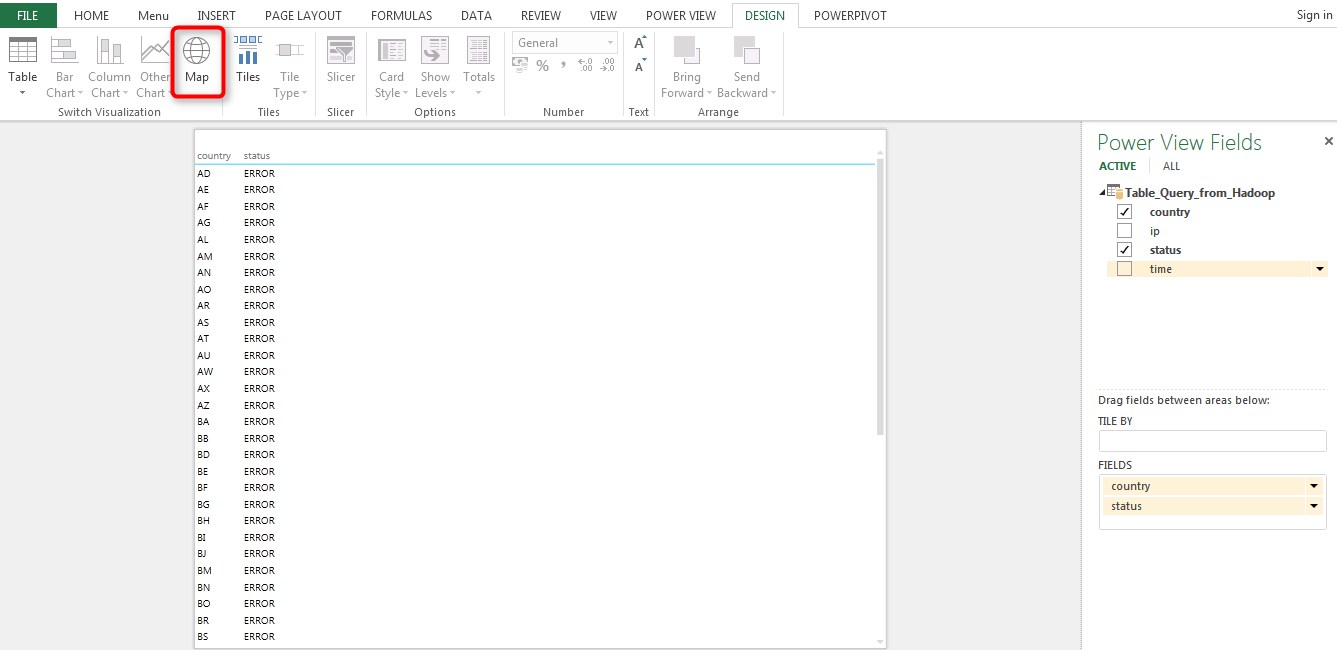 FILE HOME Menu INSERT PAGE LAYOUT FORMULAS DATA REVIEW VIEW POWER VIEW DESIGN POWERPIVOT Sign in
Table Bar Chart Column Chart Other Chart Map Tiles Tile Type Slicer Card Style Show Levels Totals General % , .00 .00 A A Bring Forward Send Backward
Switch Visualization Tiles Slicer Options Number Text Arrange
country status
AD ERROR
AE ERROR
AF ERROR
AG ERROR
AL ERROR
AM ERROR
AN ERROR
AO ERROR
AR ERROR
AS ERROR
AT ERROR
AU ERROR
AW ERROR
AX ERROR
AZ ERROR
BA ERROR
BB ERROR
BD ERROR
BE ERROR
BF ERROR
BG ERROR
BH ERROR
BI ERROR
BJ ERROR
BM ERROR
BN ERROR
BO ERROR
BR ERROR
BS ERROR
Power View Fields
ACTIVE ALL
Table_Query_from_Hadoop
country
ip
status
time
Drag fields between areas below:
TILE BY
FIELDS
country
status